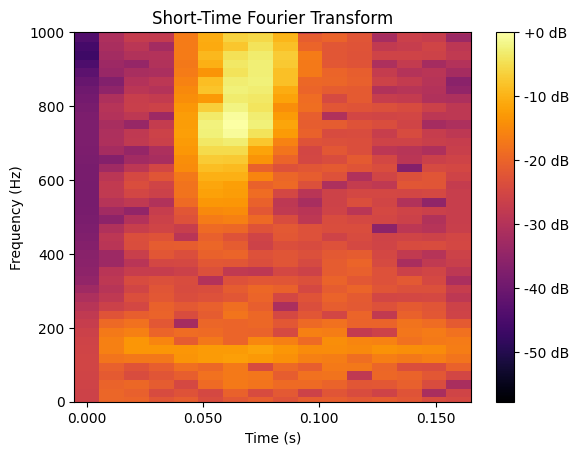 Short-Time Fourier Transform
1000
800
600
400
200
0
Frequency (Hz)
0.000
0.050
0.100
0.150
Time (s)
+0 dB
-10 dB
-20 dB
-30 dB
-40 dB
-50 dB